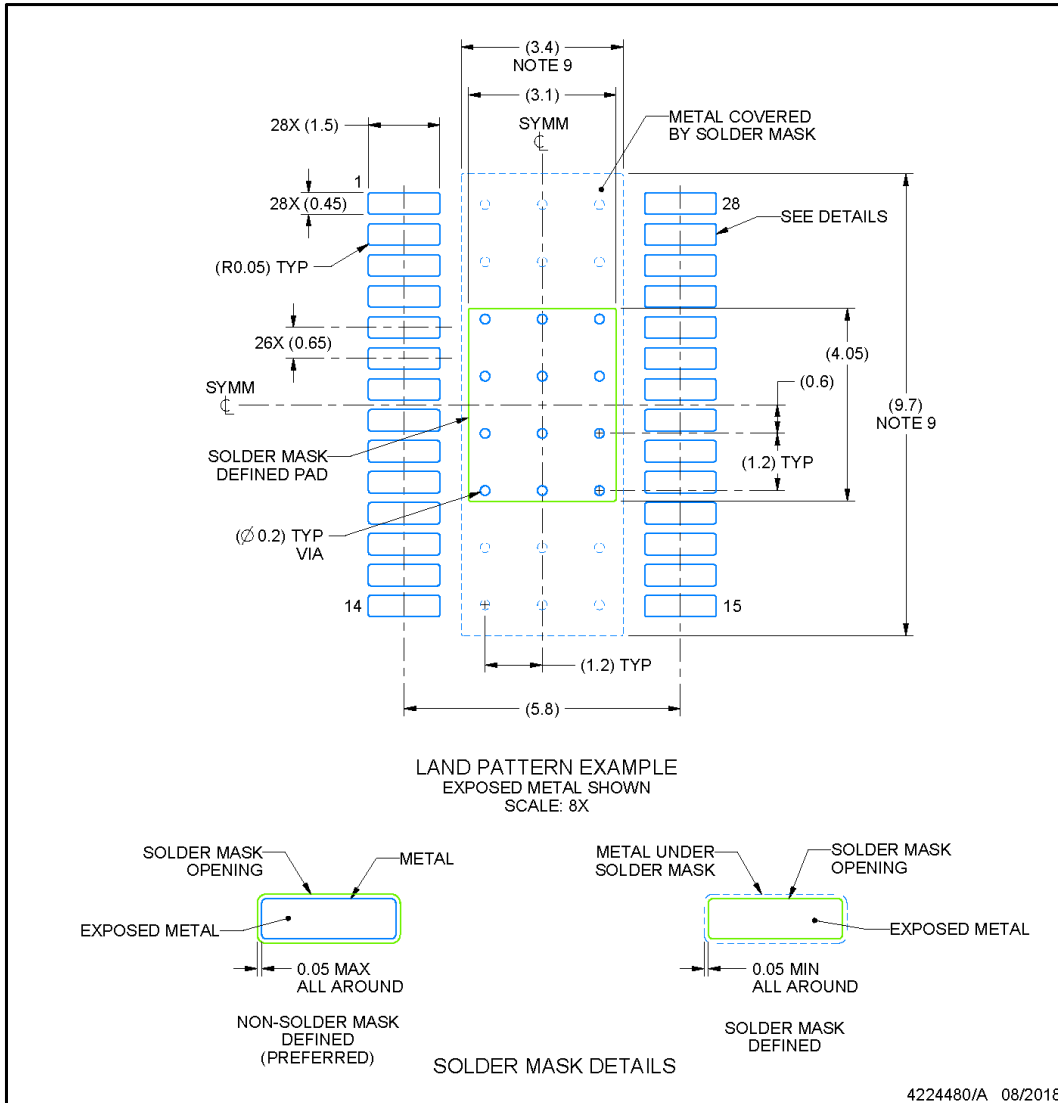 (3.4)
NOTE 9
(3.1)
SYMM
℄
METAL COVERED
BY SOLDER MASK
28X (1.5)
1
28X (0.45)
28
SEE DETAILS
(R0.05) TYP
26X (0.65)
(4.05)
(0.6)
SYMM
℄
(9.7)
NOTE 9
SOLDER MASK
DEFINED PAD
(1.2) TYP
(∅ 0.2) TYP
VIA
14
15
(1.2) TYP
(5.8)
LAND PATTERN EXAMPLE
EXPOSED METAL SHOWN
SCALE: 8X
SOLDER MASK
OPENING
METAL
EXPOSED METAL
0.05 MAX
ALL AROUND
NON-SOLDER MASK
DEFINED
(PREFERRED)
METAL UNDER
SOLDER MASK
SOLDER MASK
OPENING
EXPOSED METAL
0.05 MIN
ALL AROUND
SOLDER MASK
DEFINED
SOLDER MASK DETAILS
4224480/A 08/2018